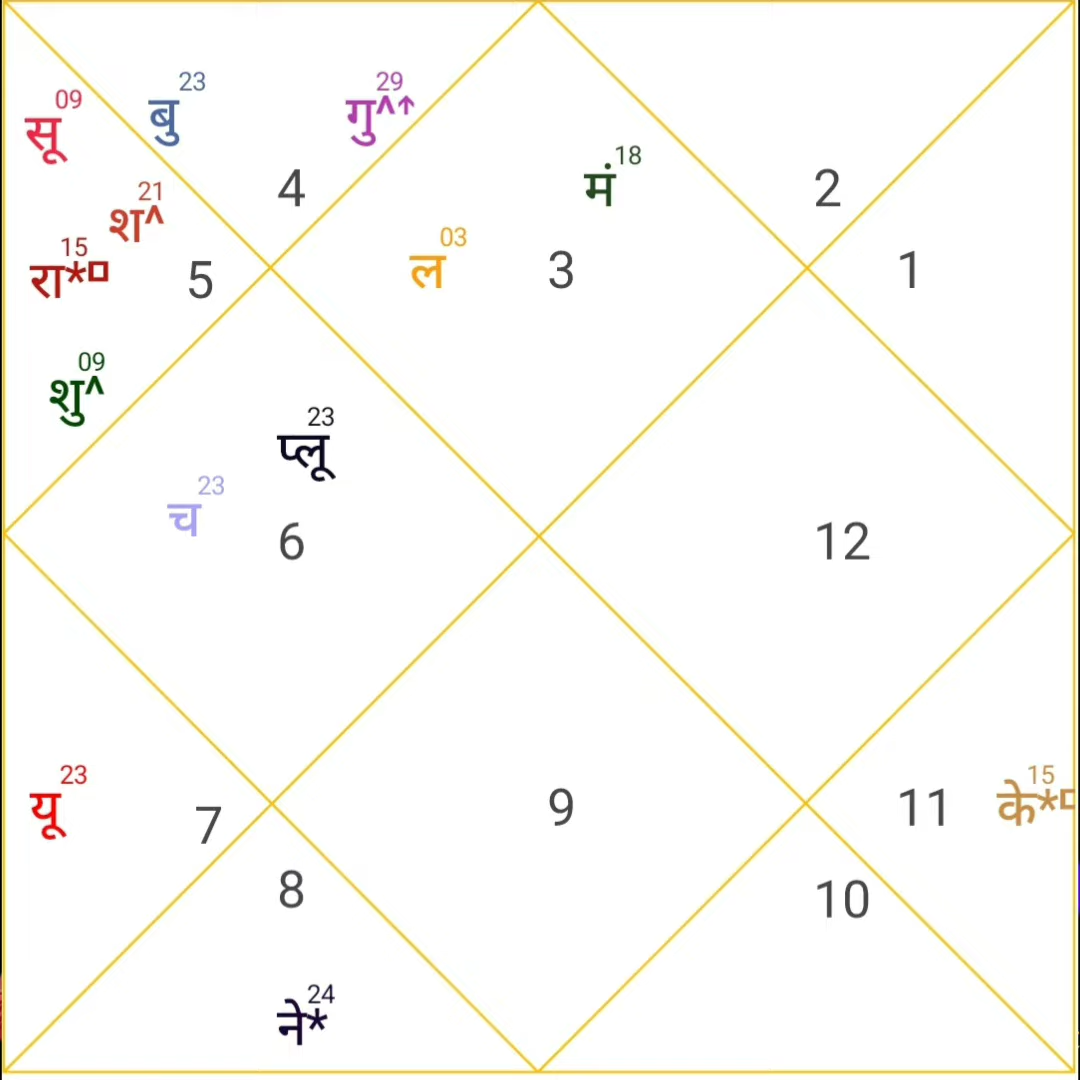 सू 09
बु 23
गु^↑ 29
4
मं 18
2
श^ 21
रा*¤ 15
5
ल 03
3
1
शु^ 09
प्लू 23
च 23
6
12
यू 23
7
9
11
के*¤ 15
8
10
ने* 24